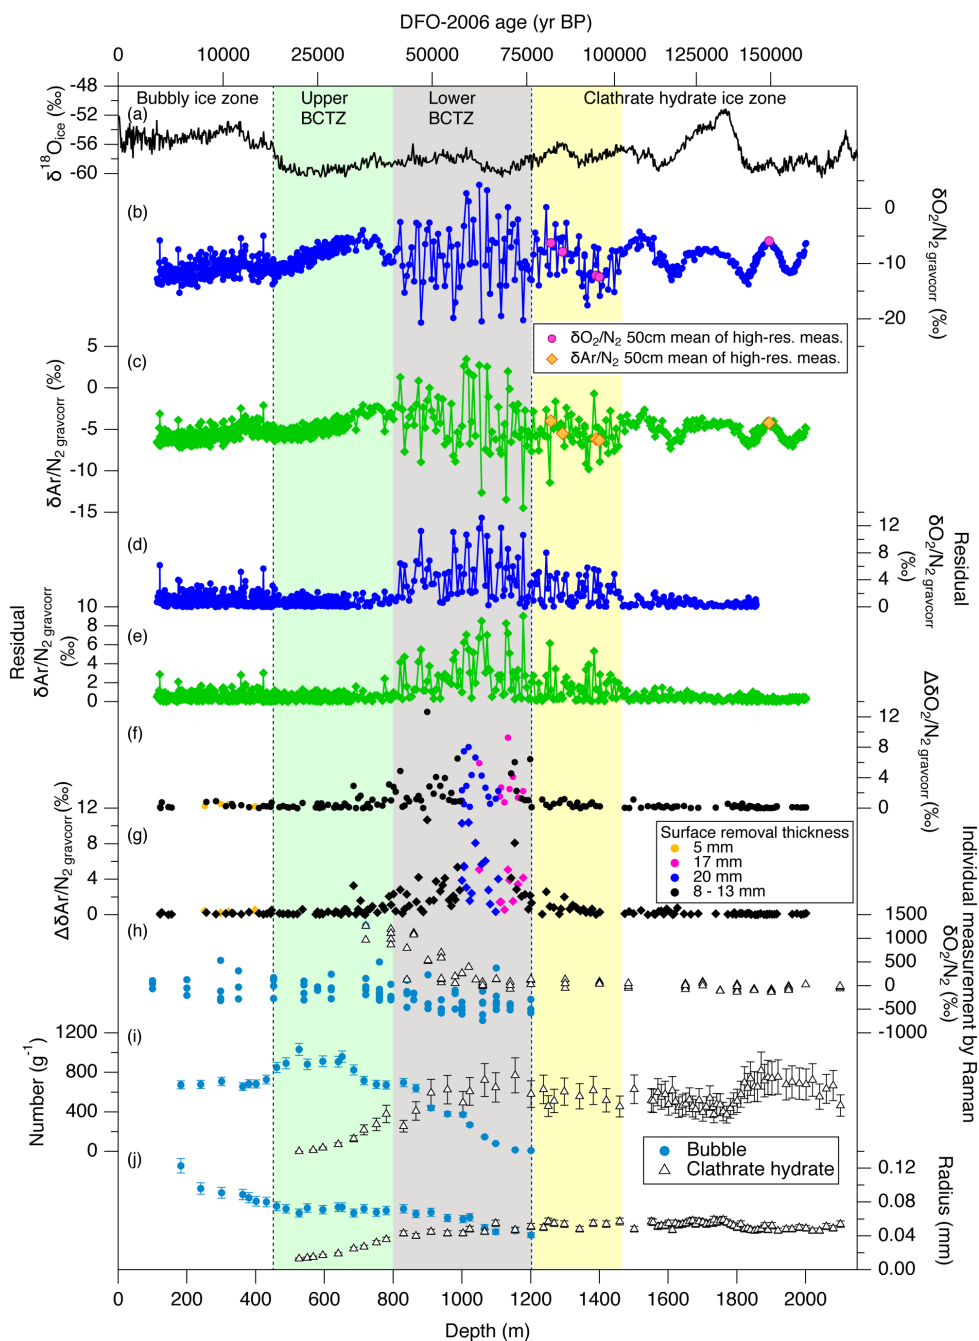 DFO-2006 age (yr BP)
0 10000 25000 50000 75000 100000 125000 150000
Bubbly ice zone
Upper BCTZ
Lower BCTZ
Clathrate hydrate ice zone
(a)
δ¹⁸Oice (‰)
-48
-52
-56
-60
(b)
δO₂/N₂ gravcorr (‰)
0
-10
-20
δO₂/N₂ 50cm mean of high-res. meas.
δAr/N₂ 50cm mean of high-res. meas.
(c)
δAr/N₂ gravcorr (‰)
5
0
-5
-10
-15
(d)
Residual δO₂/N₂ gravcorr (‰)
12
8
4
0
(e)
Residual δAr/N₂ gravcorr (‰)
10
8
6
4
2
0
(f)
ΔδO₂/N₂ gravcorr (‰)
12
8
4
0
(g)
ΔδAr/N₂ gravcorr (‰)
12
8
4
0
Surface removal thickness
5 mm
17 mm
20 mm
8 - 13 mm
(h)
Individual measurement by Raman
δO₂/N₂ (‰)
1500
1000
500
0
-500
-1000
(i)
Number (g⁻¹)
1200
800
400
0
Bubble
Clathrate hydrate
(j)
Radius (mm)
0.12
0.08
0.04
0.00
0 200 400 600 800 1000 1200 1400 1600 1800 2000
Depth (m)